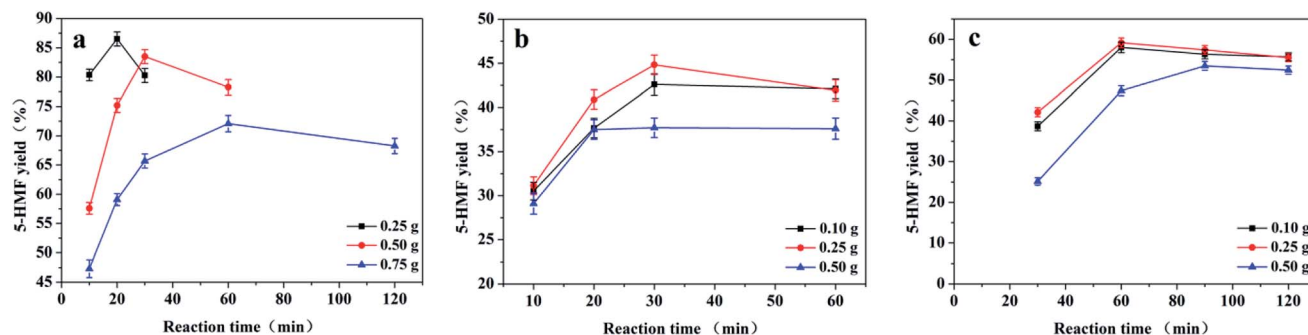 a
5-HMF yield（%）
90
85
80
75
70
65
60
55
50
45
0 20 40 60 80 100 120
Reaction time（min）
0.25 g
0.50 g
0.75 g
b
5-HMF yield（%）
50
45
40
35
30
25
20
10 20 30 40 50 60
Reaction time （min）
0.10 g
0.25 g
0.50 g
c
5-HMF yield（%）
60
50
40
30
20
10
0
0 20 40 60 80 100 120
Reaction time （min）
0.10 g
0.25 g
0.50 g